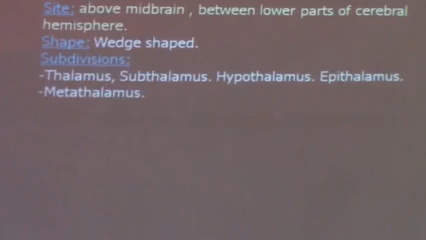 Site: above midbrain , between lower parts of cerebral
hemisphere.
Shape: Wedge shaped.
Subdivisions:
-Thalamus, Subthalamus. Hypothalamus. Epithalamus.
-Metathalamus.